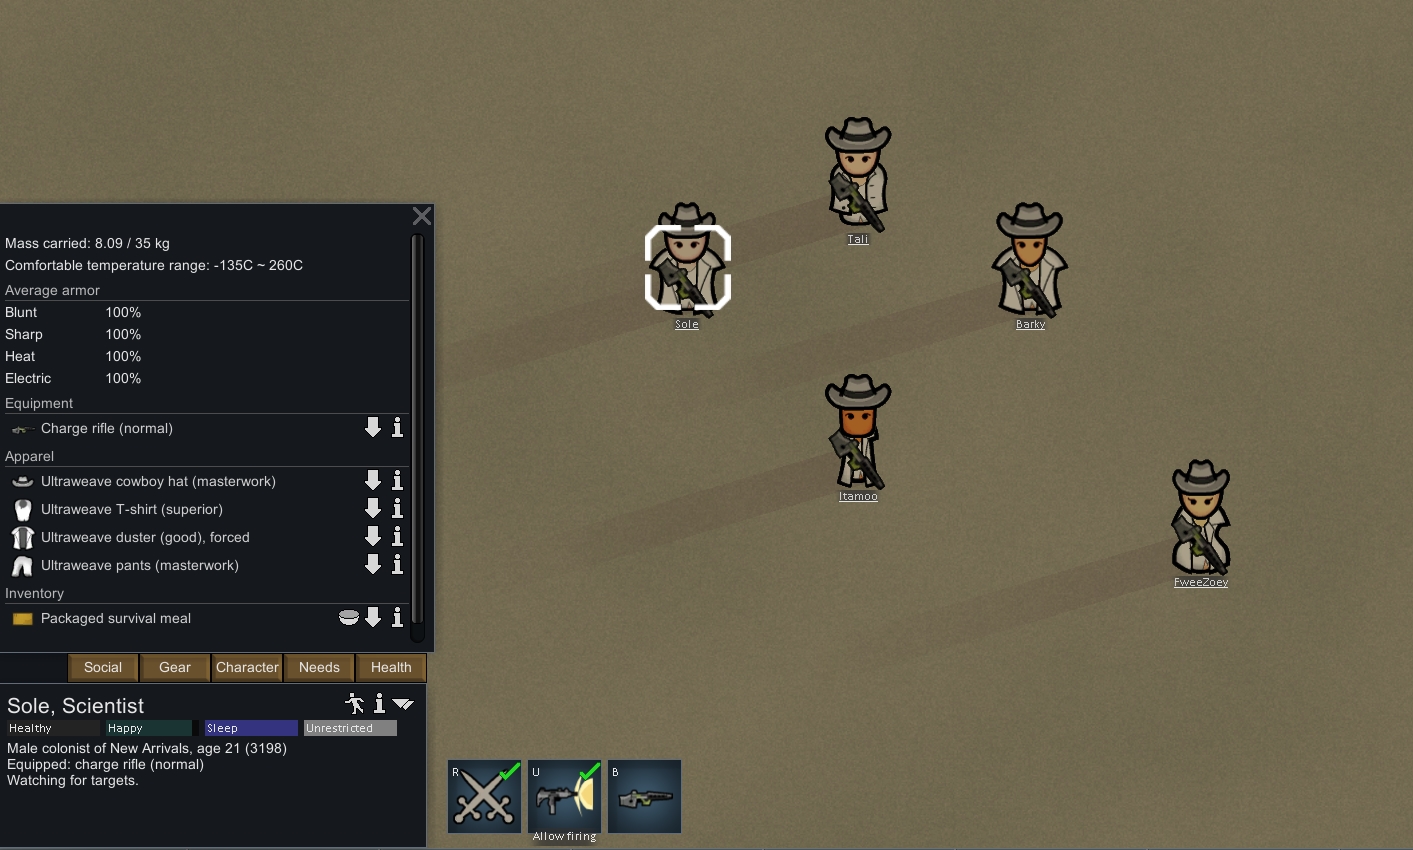 Tali
Sole
Barky
Itamoo
FweeZoey
Mass carried: 8.09 / 35 kg
Comfortable temperature range: -135C ~ 260C
Average armor
Blunt 100%
Sharp 100%
Heat 100%
Electric 100%
Equipment
Charge rifle (normal)
Apparel
Ultraweave cowboy hat (masterwork)
Ultraweave T-shirt (superior)
Ultraweave duster (good), forced
Ultraweave pants (masterwork)
Inventory
Packaged survival meal
Social Gear Character Needs Health
Sole, Scientist
Healthy Happy Sleep Unrestricted
Male colonist of New Arrivals, age 21 (3198)
Equipped: charge rifle (normal)
Watching for targets.
R U B
Allow firing